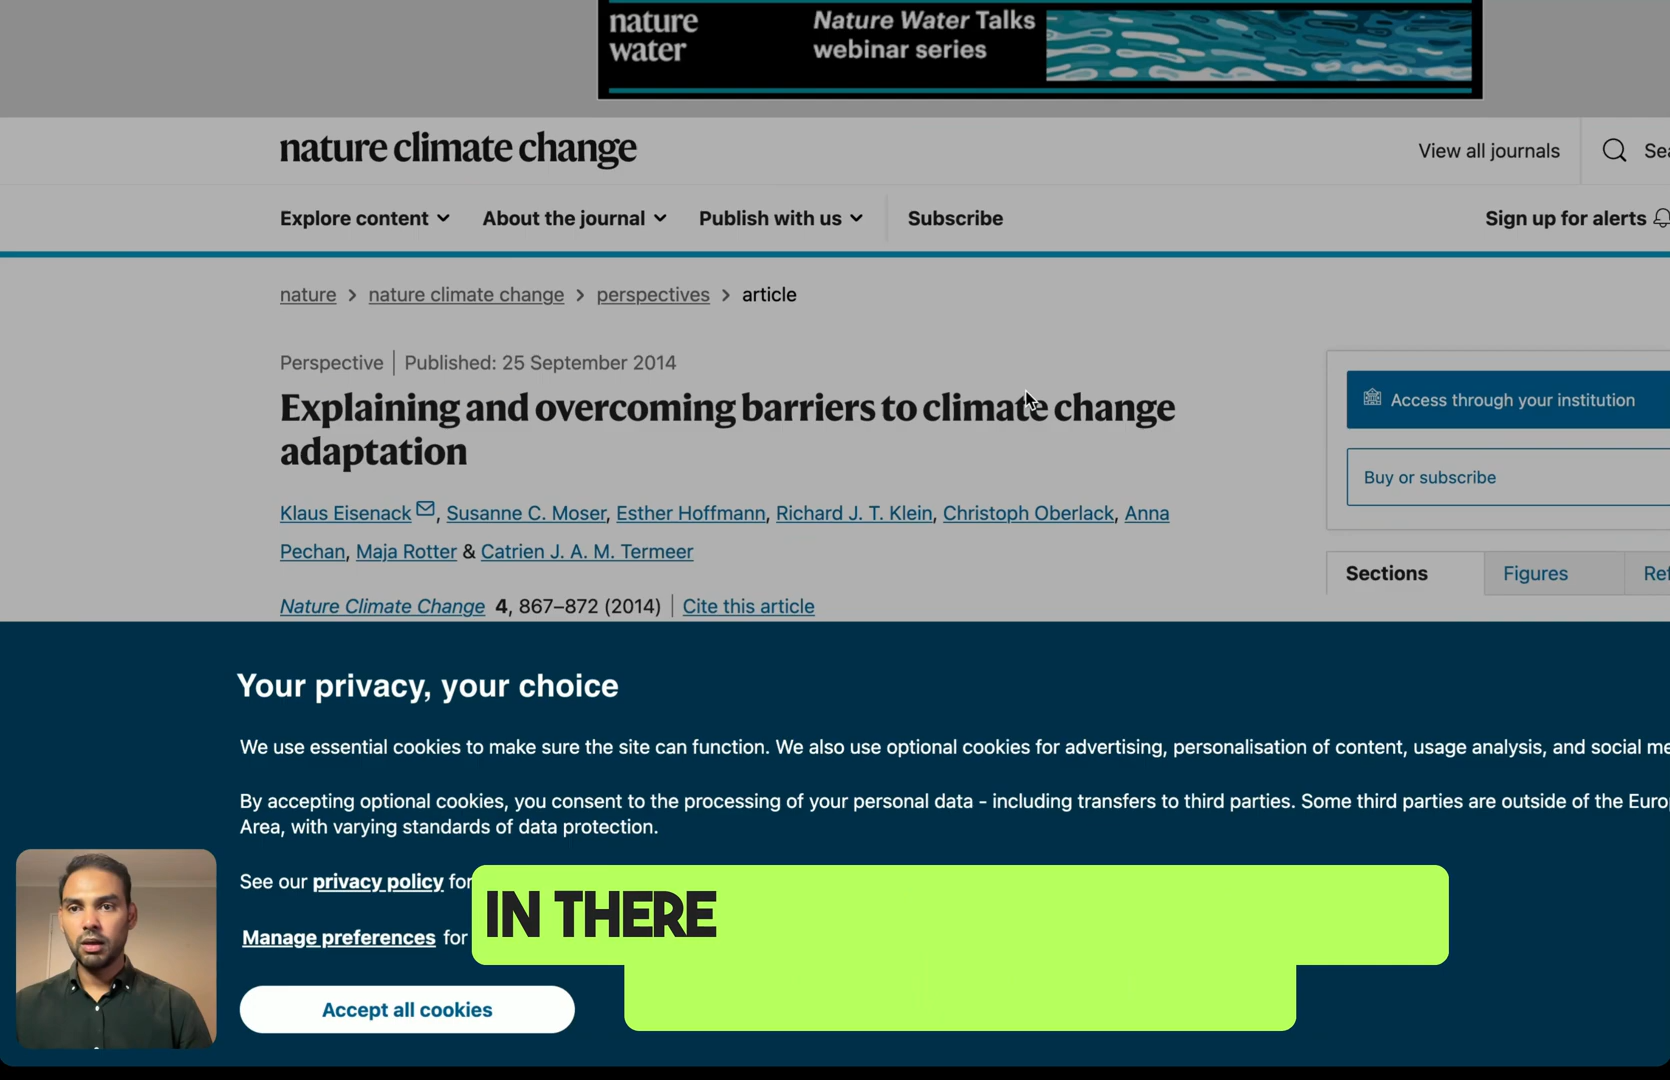 nature
water
Nature Water Talks
webinar series
nature climate change
View all journals
Explore content
About the journal
Publish with us
Subscribe
Sign up for alerts
nature > nature climate change > perspectives > article
Perspective | Published: 25 September 2014
Explaining and overcoming barriers to climate change
adaptation
Klaus Eisenack, Susanne C. Moser, Esther Hoffmann, Richard J. T. Klein, Christoph Oberlack, Anna
Pechan, Maja Rotter & Catrien J. A. M. Termeer
Nature Climate Change 4, 867–872 (2014) | Cite this article
Access through your institution
Buy or subscribe
Sections
Figures
Your privacy, your choice
We use essential cookies to make sure the site can function. We also use optional cookies for advertising, personalisation of content, usage analysis, and social
By accepting optional cookies, you consent to the processing of your personal data - including transfers to third parties. Some third parties are outside of the
Area, with varying standards of data protection.
See our privacy policy for
Manage preferences for
IN THERE
Accept all cookies